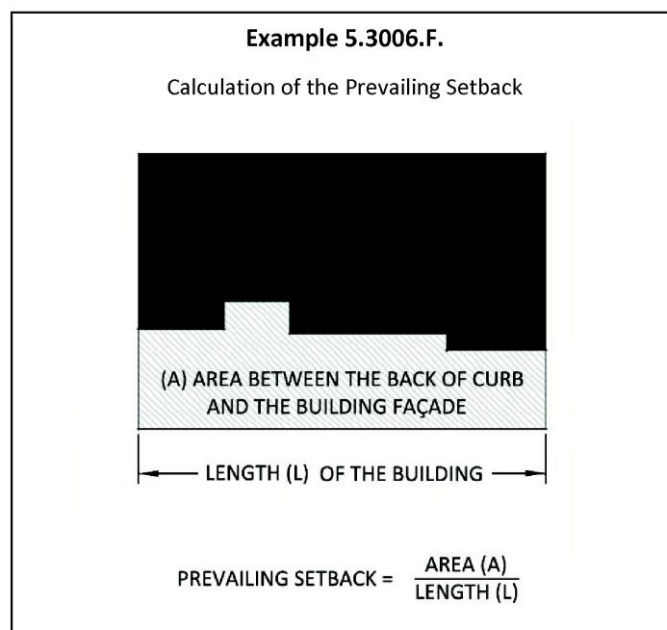 Example 5.3006.F.
Calculation of the Prevailing Setback
(A) AREA BETWEEN THE BACK OF CURB
AND THE BUILDING FAÇADE
LENGTH (L) OF THE BUILDING
PREVAILING SETBACK = AREA (A)
LENGTH (L)